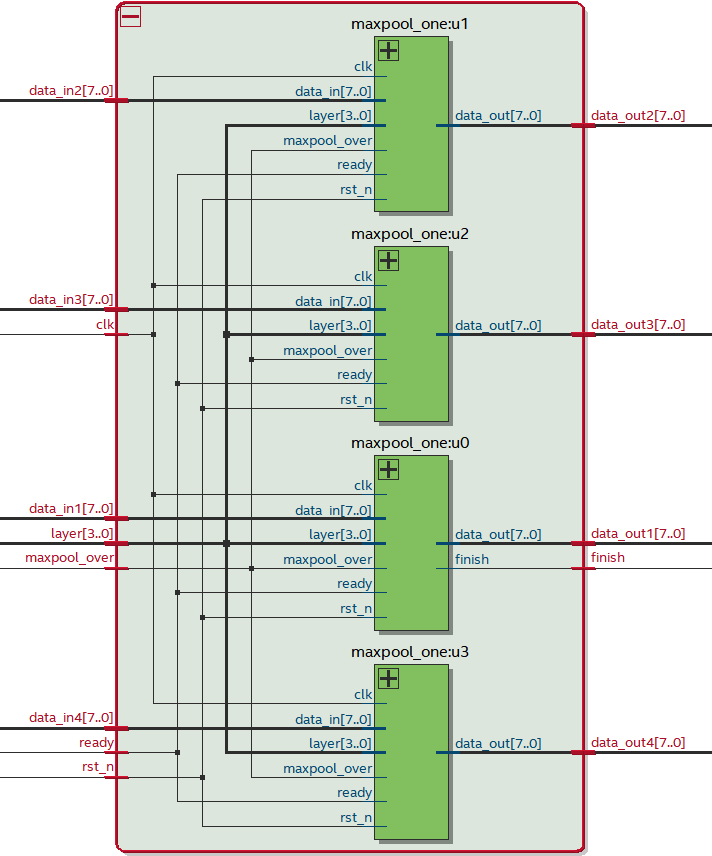 maxpool_one:u1
clk
data_in2[7..0]
data_in[7..0]
layer[3..0]
data_out[7..0]
data_out2[7..0]
maxpool_over
ready
rst_n
maxpool_one:u2
clk
data_in3[7..0]
data_in[7..0]
clk
layer[3..0]
data_out[7..0]
data_out3[7..0]
maxpool_over
ready
rst_n
maxpool_one:u0
clk
data_in1[7..0]
data_in[7..0]
layer[3..0]
layer[3..0]
data_out[7..0]
data_out1[7..0]
maxpool_over
maxpool_over
finish
finish
ready
rst_n
maxpool_one:u3
clk
data_in4[7..0]
data_in[7..0]
ready
layer[3..0]
data_out[7..0]
data_out4[7..0]
rst_n
maxpool_over
ready
rst_n